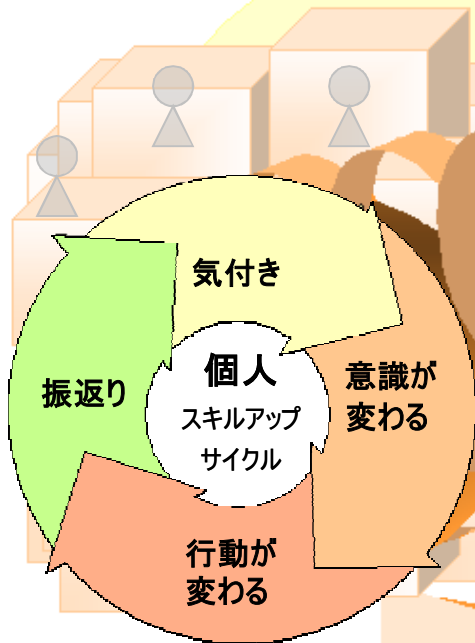 気付き
個人
スキルアップ
サイクル
意識が
変わる
振返り
行動が
変わる